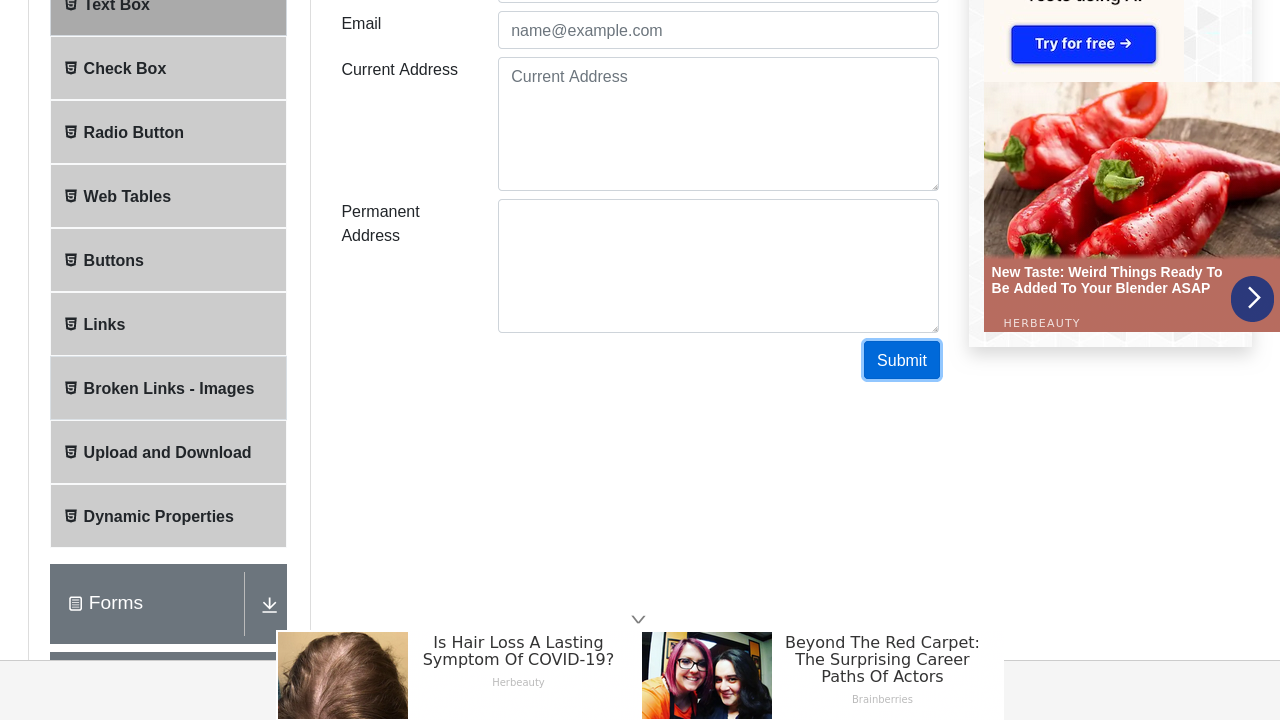 Text Box
Check Box
Radio Button
Web Tables
Buttons
Links
Broken Links - Images
Upload and Download
Dynamic Properties
Forms
Email
name@example.com
Current Address
Current Address
Permanent
Address
Submit
Try for free →
New Taste: Weird Things Ready To
Be Added To Your Blender ASAP
HERBEAUTY
Is Hair Loss A Lasting
Symptom Of COVID-19?
Herbeauty
Beyond The Red Carpet:
The Surprising Career
Paths Of Actors
Brainberries